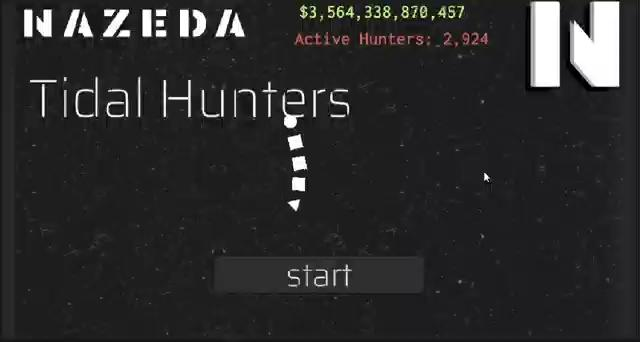 NAZEDA
$3,564,338,870,457
Active Hunters: 2,924
N
Tidal Hunters
start